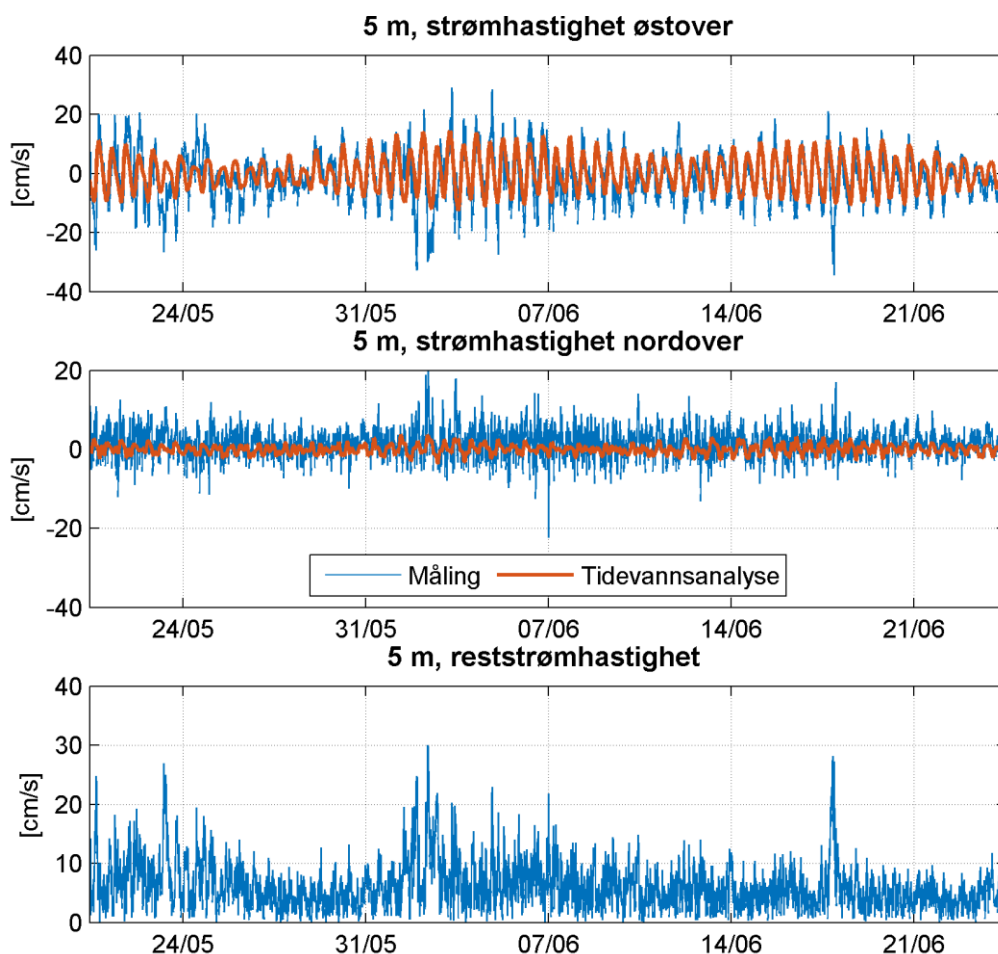 5 m, strømhastighet østover
40
20
0
-20
-40
[cm/s]
24/05 31/05 07/06 14/06 21/06
5 m, strømhastighet nordover
20
0
-20
-40
[cm/s]
Måling Tidevannsanalyse
24/05 31/05 07/06 14/06 21/06
5 m, reststrømhastighet
40
30
20
10
0
[cm/s]
24/05 31/05 07/06 14/06 21/06